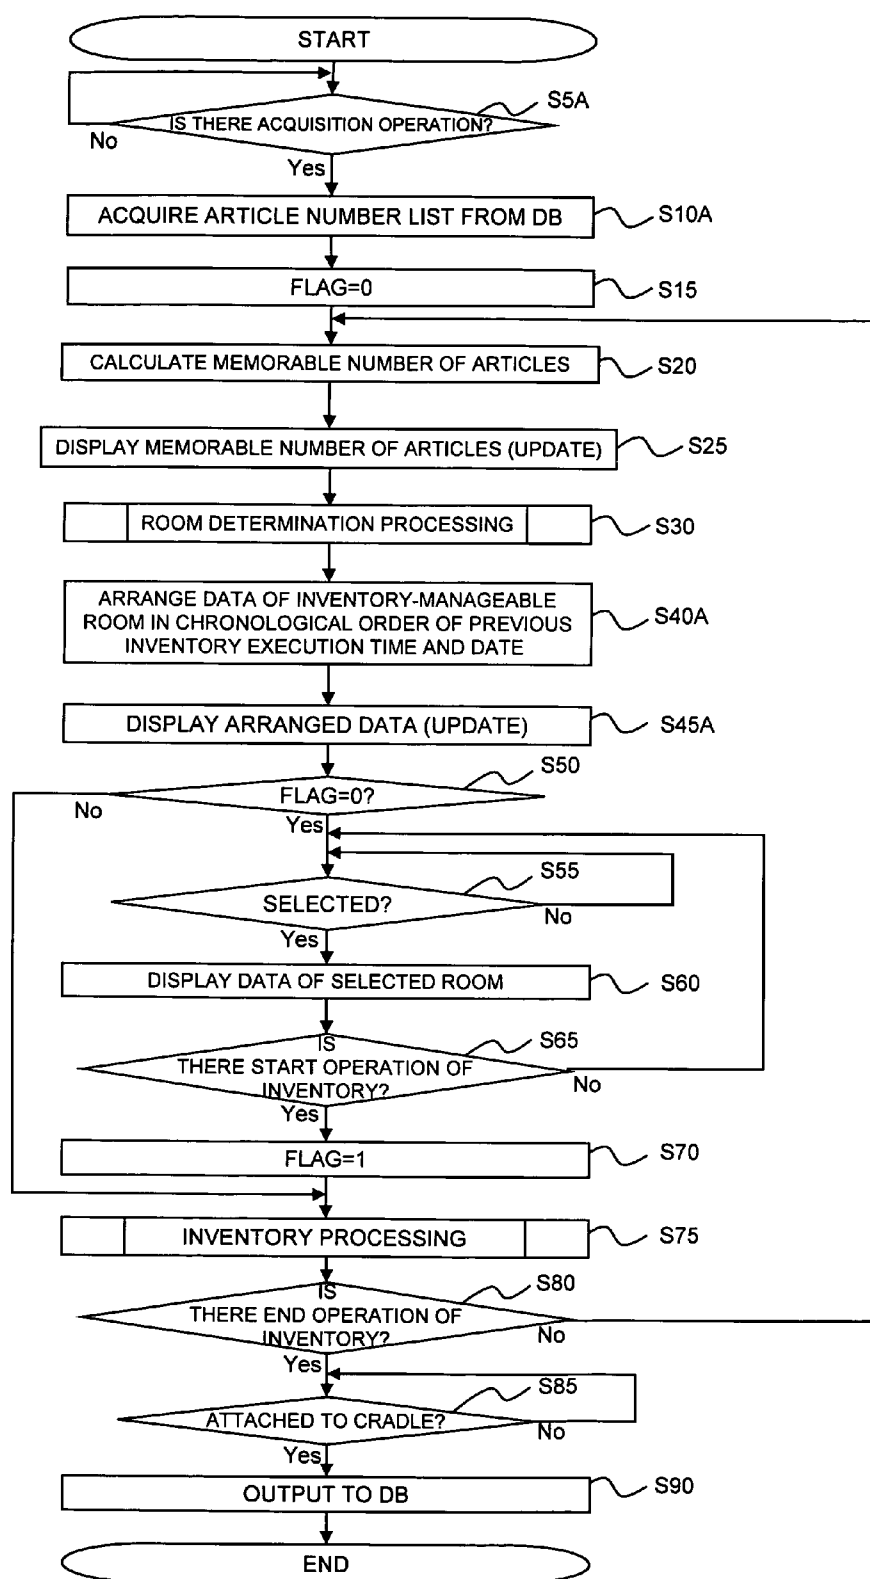 START
IS THERE ACQUISITION OPERATION?
S5A
No
Yes
ACQUIRE ARTICLE NUMBER LIST FROM DB
S10A
FLAG=0
S15
CALCULATE MEMORABLE NUMBER OF ARTICLES
S20
DISPLAY MEMORABLE NUMBER OF ARTICLES (UPDATE)
S25
ROOM DETERMINATION PROCESSING
S30
ARRANGE DATA OF INVENTORY-MANAGEABLE
ROOM IN CHRONOLOGICAL ORDER OF PREVIOUS
INVENTORY EXECUTION TIME AND DATE
S40A
DISPLAY ARRANGED DATA (UPDATE)
S45A
S50
FLAG=0?
No
Yes
S55
SELECTED?
No
Yes
DISPLAY DATA OF SELECTED ROOM
S60
S65
IS
THERE START OPERATION OF
INVENTORY?
No
Yes
FLAG=1
S70
INVENTORY PROCESSING
S75
S80
IS
THERE END OPERATION OF
INVENTORY?
No
Yes
S85
ATTACHED TO CRADLE?
No
Yes
OUTPUT TO DB
S90
END